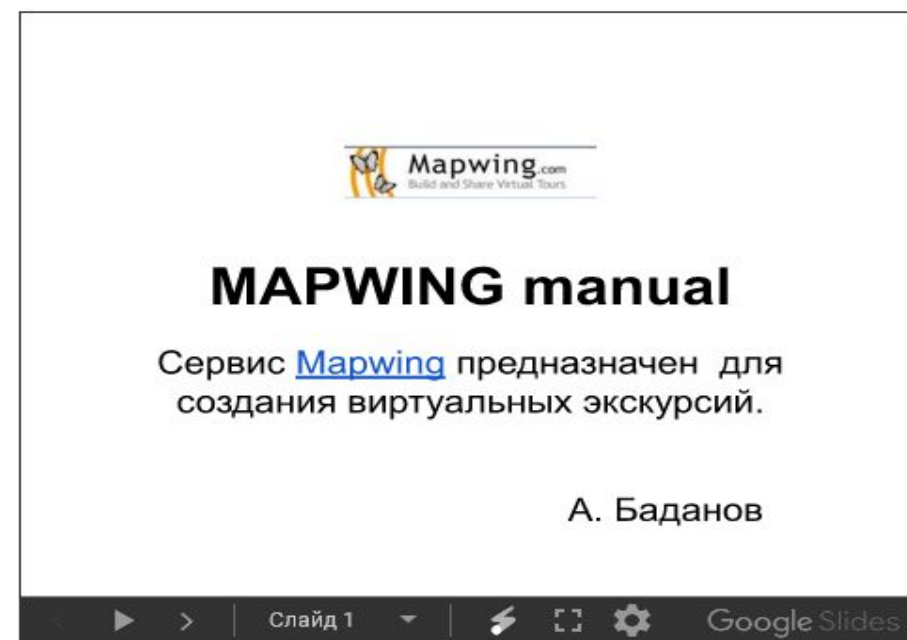 Mapwing.com
Build and Share Virtual Tours
MAPWING manual
Сервис Mapwing предназначен для
создания виртуальных экскурсий.
А. Баданов
Слайд 1
Google Slides